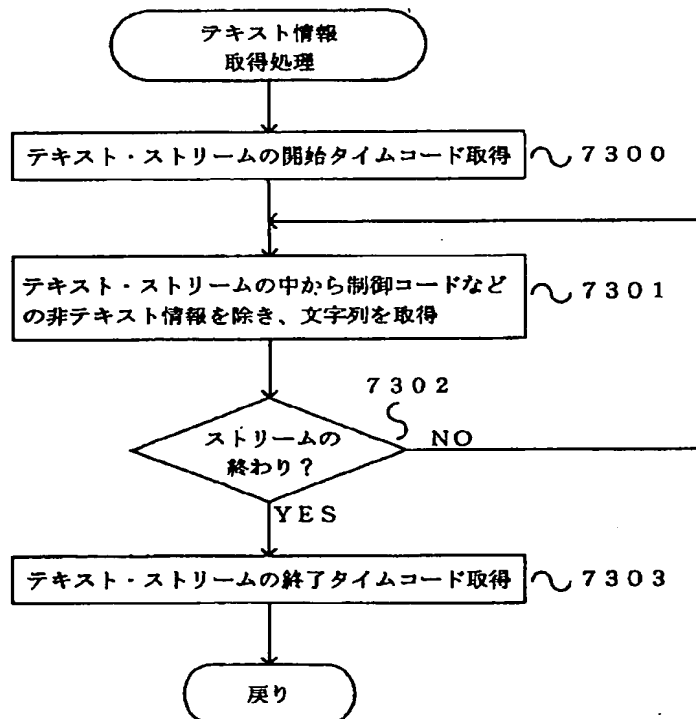 テキスト情報
取得処理
テキスト・ストリームの開始タイムコード取得
7300
テキスト・ストリームの中から制御コードなど
の非テキスト情報を除き、文字列を取得
7301
7302
ストリームの
終わり?
NO
YES
テキスト・ストリームの終了タイムコード取得
7303
戻り